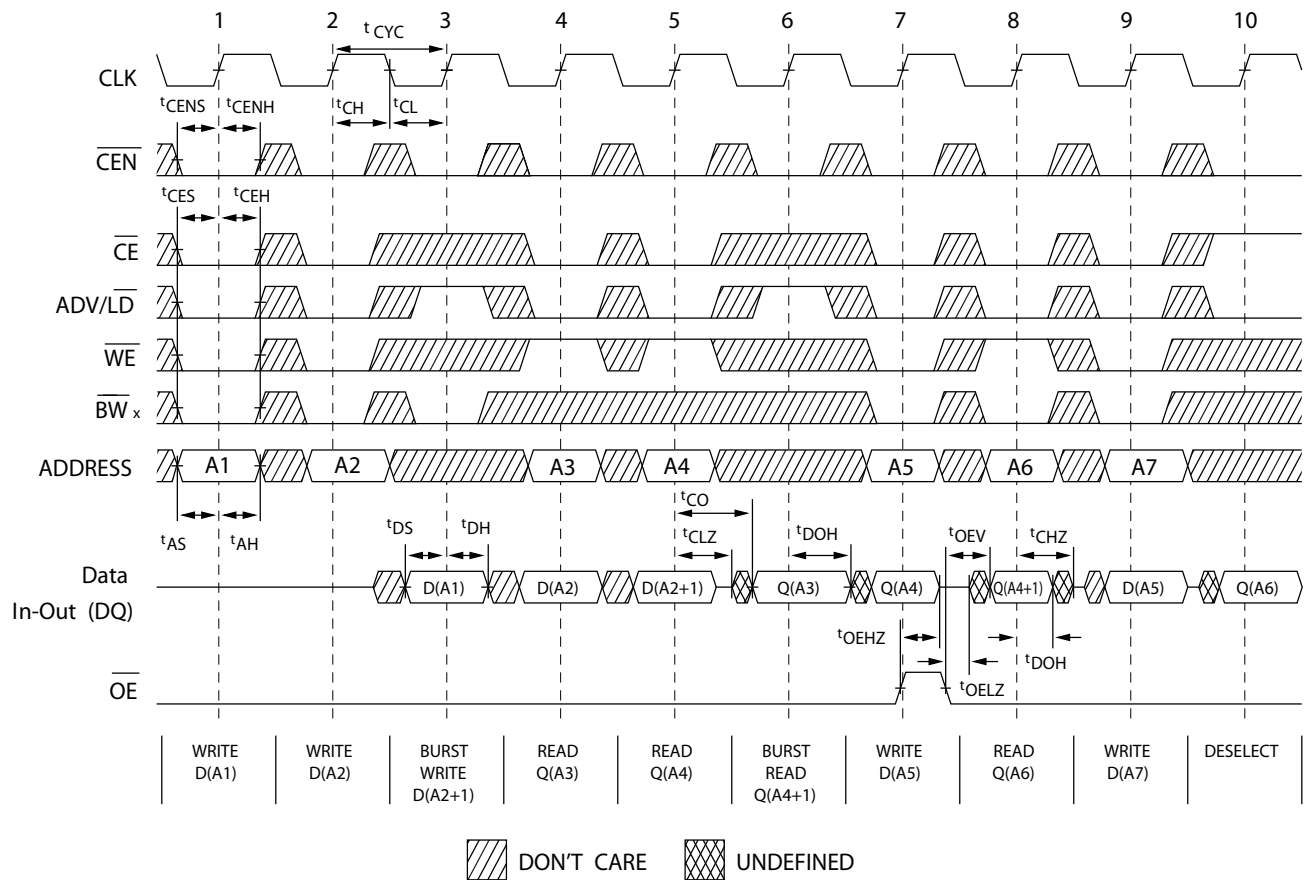 1 2 3 4 5 6 7 8 9 10
t CYC
CLK
tCENS tCENH tCH tCL
CEN
tCES tCEH
CE
ADV/LD
WE
BW x
ADDRESS A1 A2 A3 A4 A5 A6 A7
tCO
tAS tAH tDS tDH tCLZ tDOH tOEV tCHZ
Data
In-Out (DQ)
D(A1) D(A2) D(A2+1) Q(A3) Q(A4) Q(A4+1) D(A5) Q(A6)
tOEHZ tDOH
tOELZ
OE
WRITE
D(A1)
WRITE
D(A2)
BURST
WRITE
D(A2+1)
READ
Q(A3)
READ
Q(A4)
BURST
READ
Q(A4+1)
WRITE
D(A5)
READ
Q(A6)
WRITE
D(A7)
DESELECT
DON'T CARE
UNDEFINED